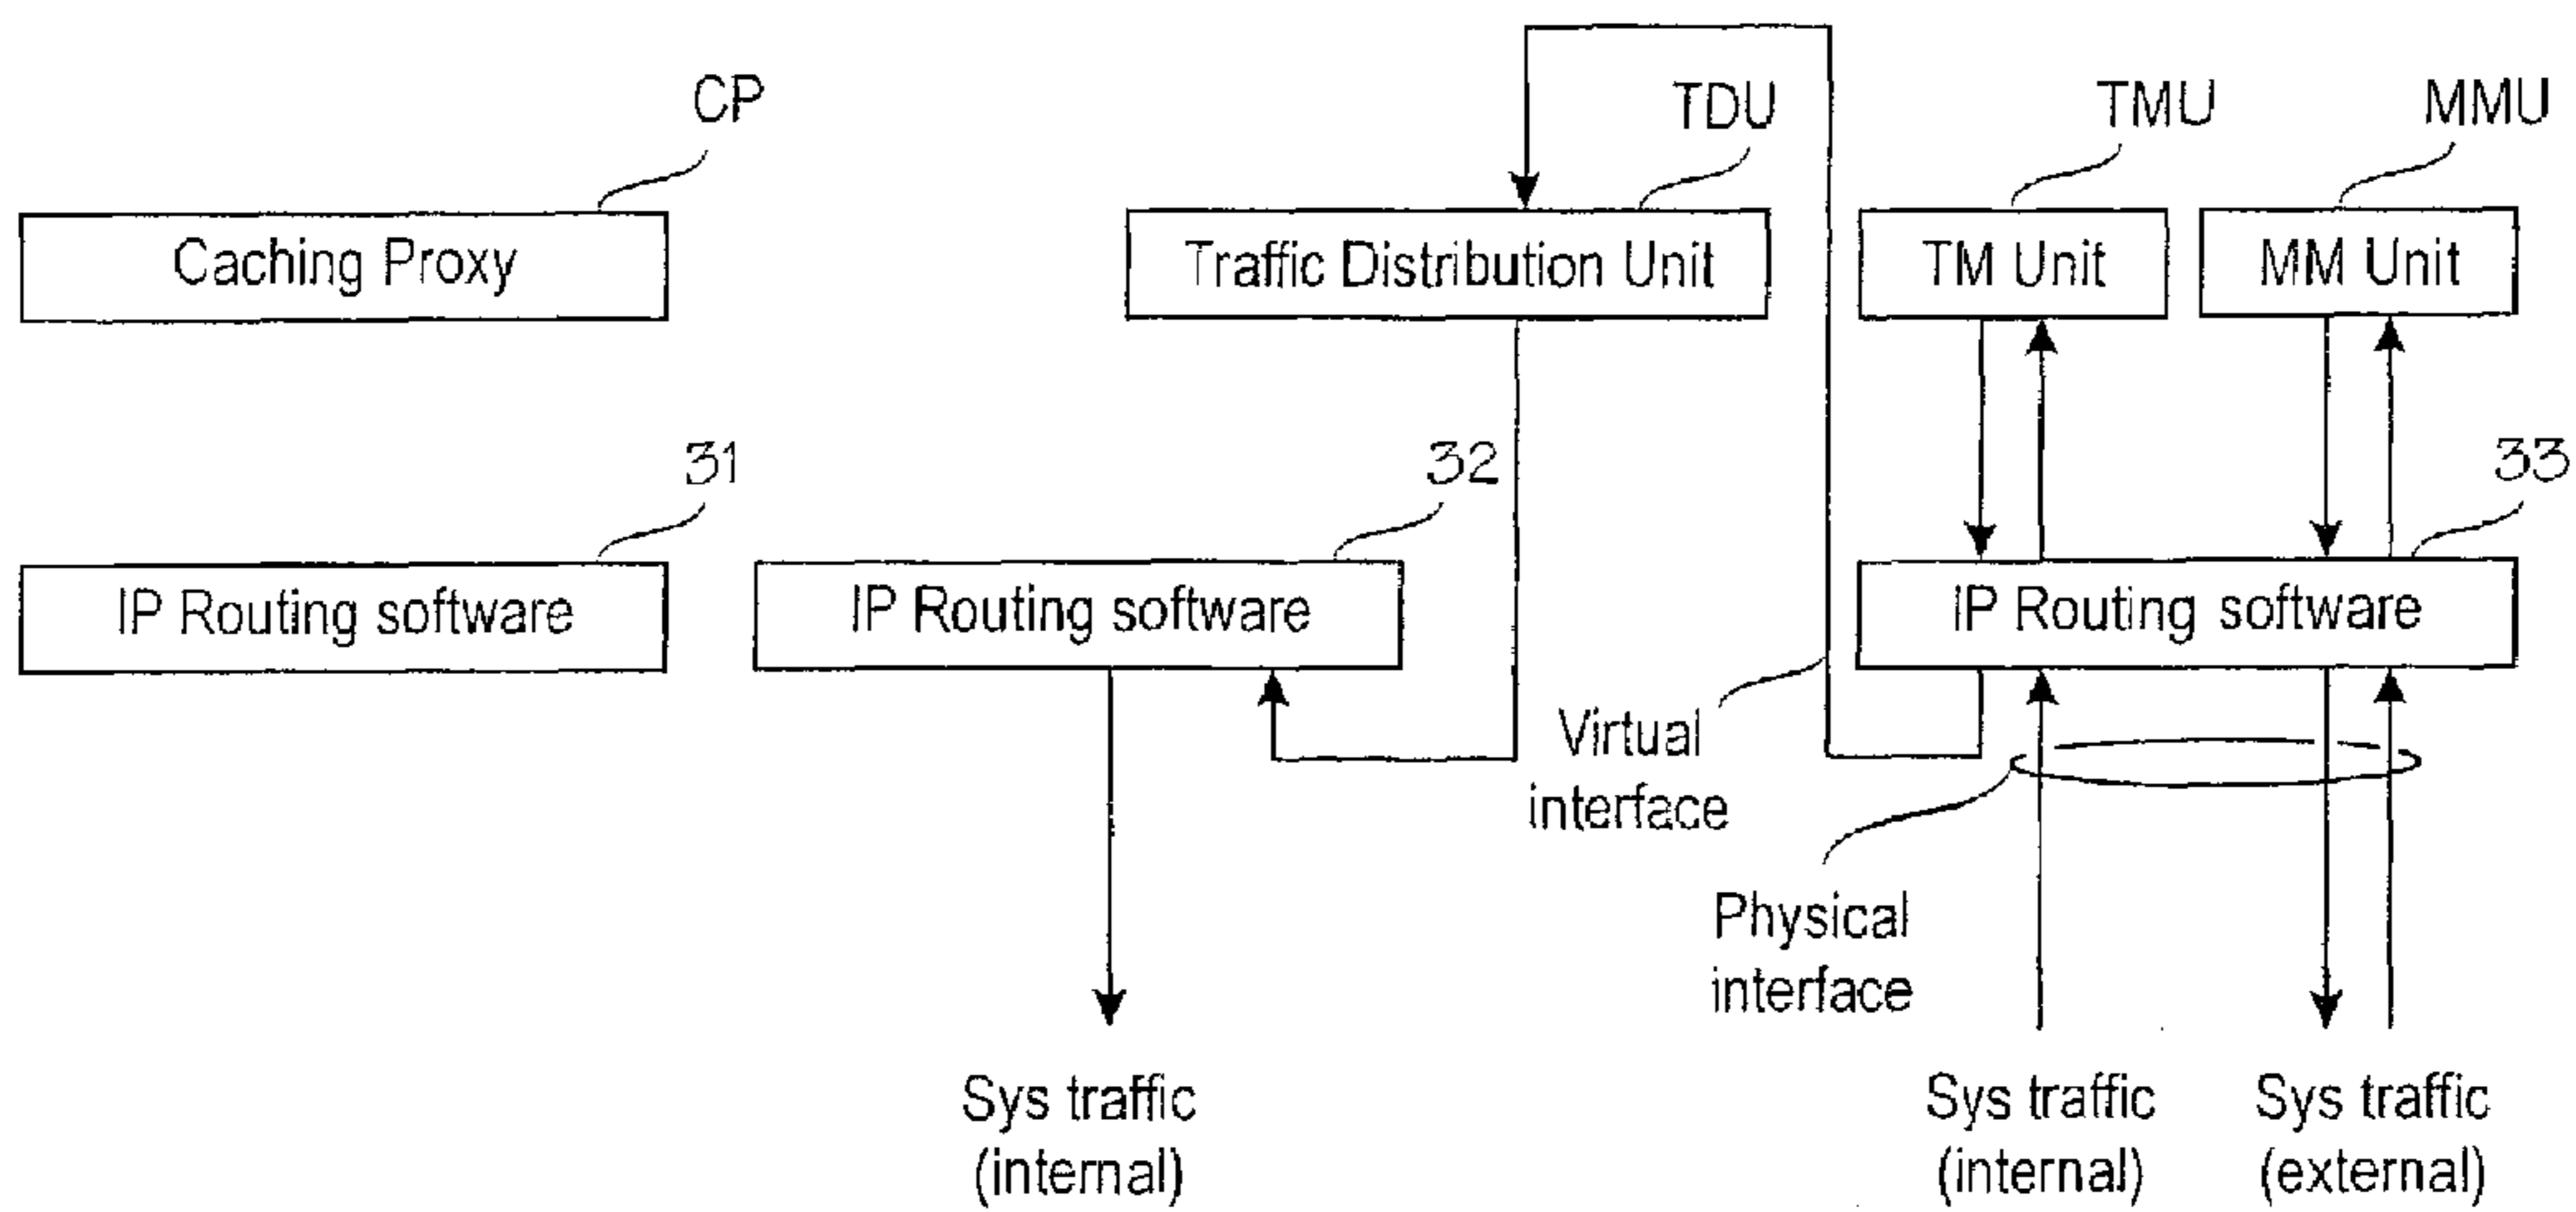 CP
TDU
TMU
MMU
Caching Proxy
Traffic Distribution Unit
TM Unit
MM Unit
31
32
33
IP Routing software
IP Routing software
IP Routing software
Virtual
interface
Physical
interface
Sys traffic
(internal)
Sys traffic
(internal)
Sys traffic
(external)